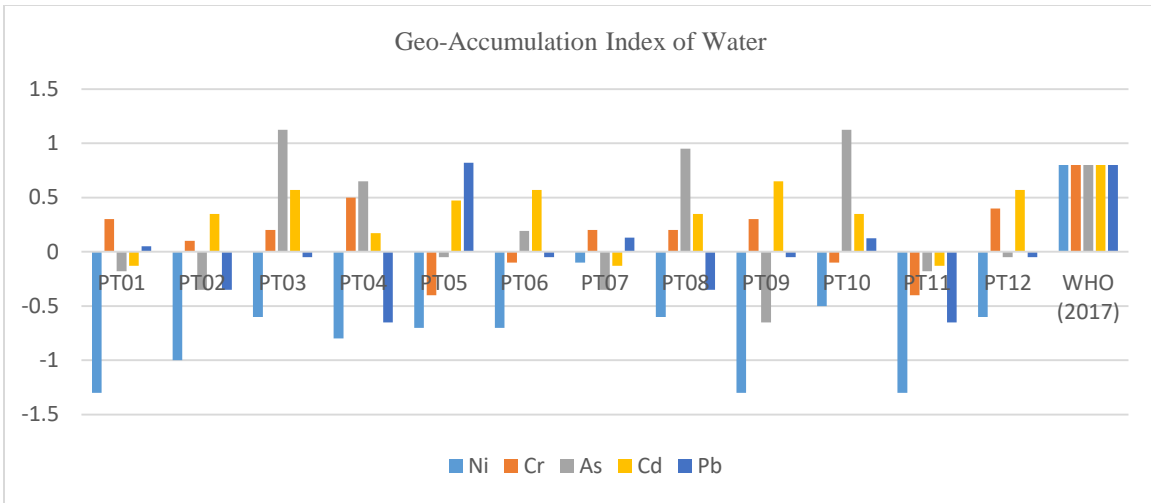 Geo-Accumulation Index of Water
1.5
1
0.5
0
-0.5
-1
-1.5
PT01 PT02 PT03 PT04 PT05 PT06 PT07 PT08 PT09 PT10 PT11 PT12 WHO
(2017)
Ni Cr As Cd Pb